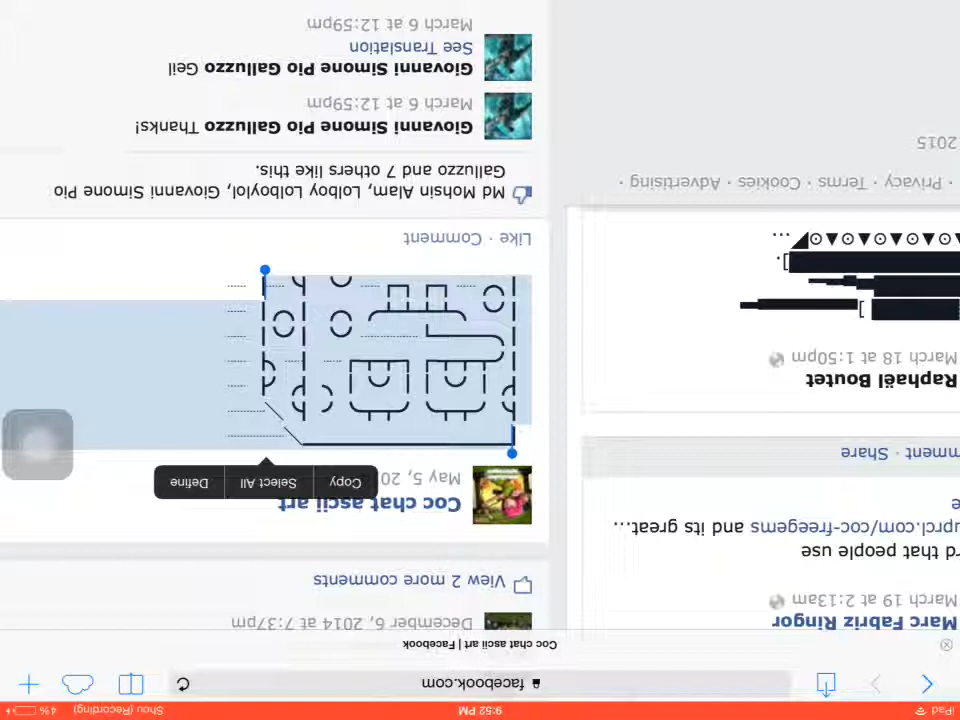 iPad 9:52 PM Shou (Recording) 4%
facebook.com
Coc chat ascii art | Facebook
Marc Fabriz Ringor
March 19 at 2:13am
rd that people use
uprcl.com/coc-freegems and its great...
mment · Share
Raphaël Boutet
March 18 at 1:50pm
· Privacy · Terms · Cookies · Advertising ·
2015
December 6, 2014 at 7:37pm
View 2 more comments
Coc chat ascii art
May 5, 20
Copy Select All Define
Like · Comment
Md Mohsin Alam, Lolboy Lolboylol, Giovanni Simone Pio
Galluzzo and 7 others like this.
Giovanni Simone Pio Galluzzo Thanks!
March 6 at 12:59pm
Giovanni Simone Pio Galluzzo Geil
See Translation
March 6 at 12:59pm